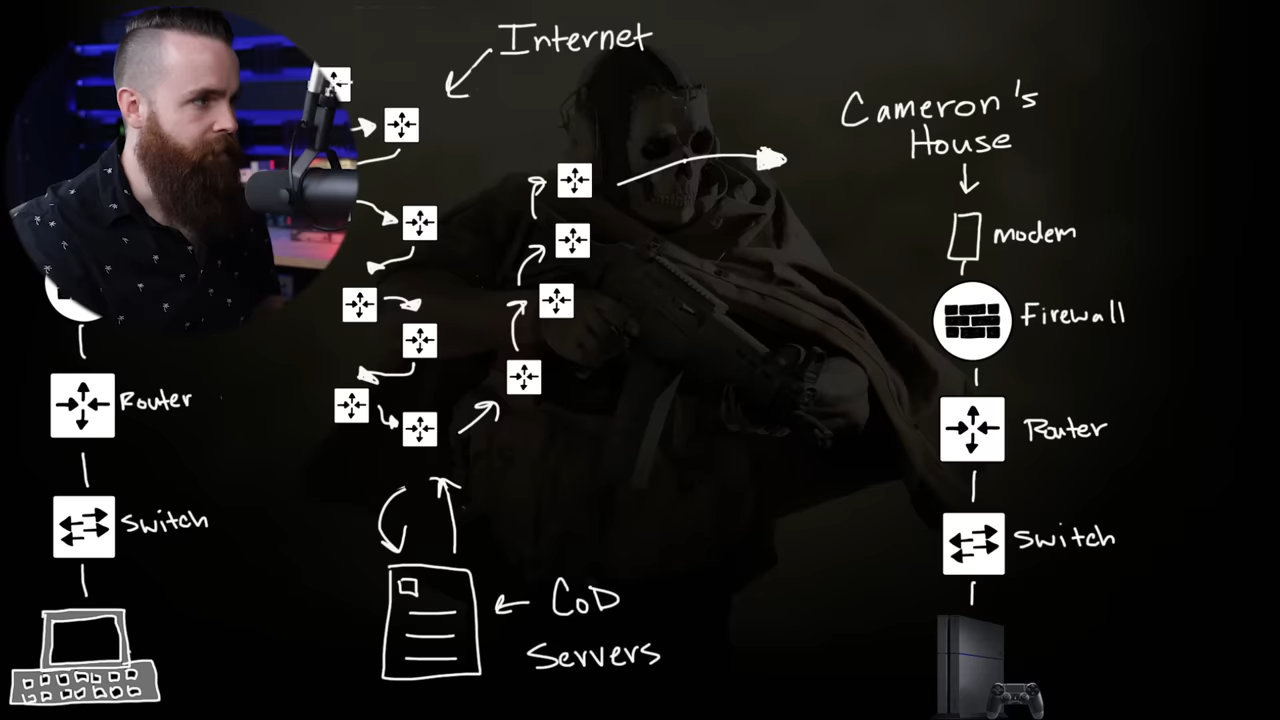 Internet
Cameron's
House
modem
Firewall
Router
Router
Switch
Switch
CoD
Servers